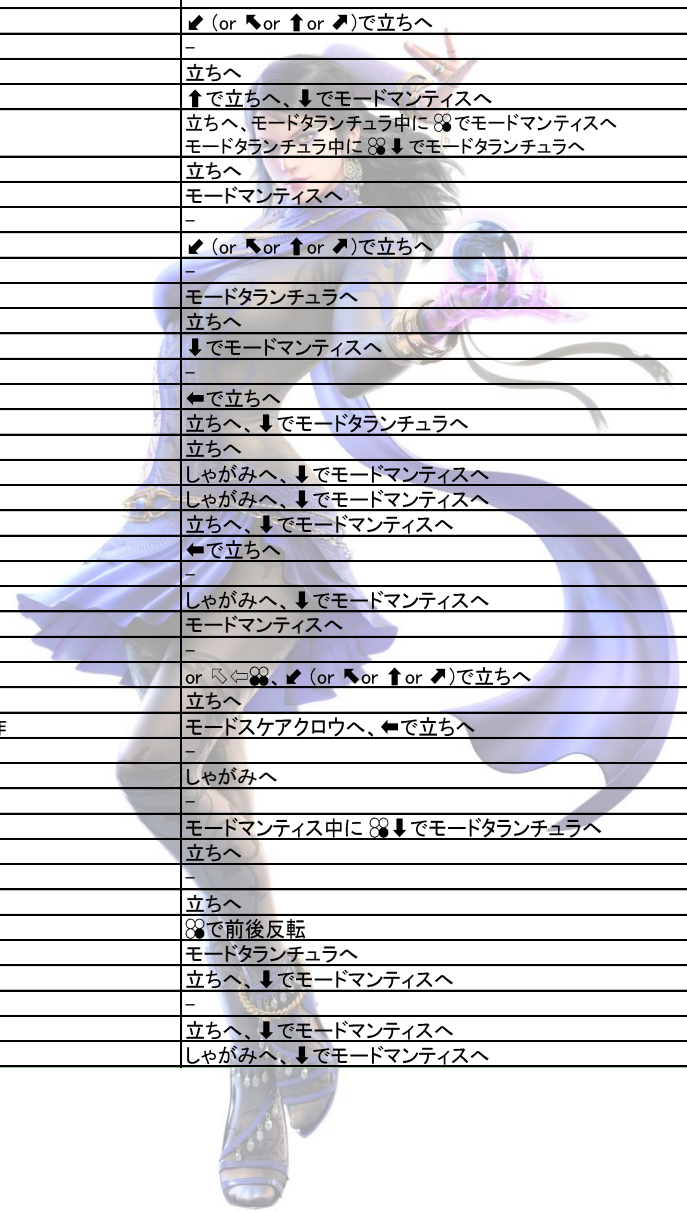 ⬋ (or ⬉or ⬆or ⬈)で立ちへ
–
立ちへ
⬆で立ちへ、⬇でモードマンティスへ
立ちへ、モードタランチュラ中に でモードマンティスへ
モードタランチュラ中に ⬇でモードタランチュラへ
立ちへ
モードマンティスへ
–
⬋ (or ⬉or ⬆or ⬈)で立ちへ
–
モードタランチュラへ
立ちへ
⬇でモードマンティスへ
–
⬅で立ちへ
立ちへ、⬇でモードタランチュラへ
立ちへ
しゃがみへ、⬇でモードマンティスへ
しゃがみへ、⬇でモードマンティスへ
立ちへ、⬇でモードマンティスへ
⬅で立ちへ
–
しゃがみへ、⬇でモードマンティスへ
モードマンティスへ
–
or ⇖⇦、⬋ (or ⬉or ⬆or ⬈)で立ちへ
立ちへ
モードスケアクロウへ、⬅で立ちへ
–
しゃがみへ
–
モードマンティス中に ⬇でモードタランチュラへ
立ちへ
–
立ちへ
で前後反転
モードタランチュラへ
立ちへ、⬇でモードマンティスへ
–
立ちへ、⬇でモードマンティスへ
しゃがみへ、⬇でモードマンティスへ